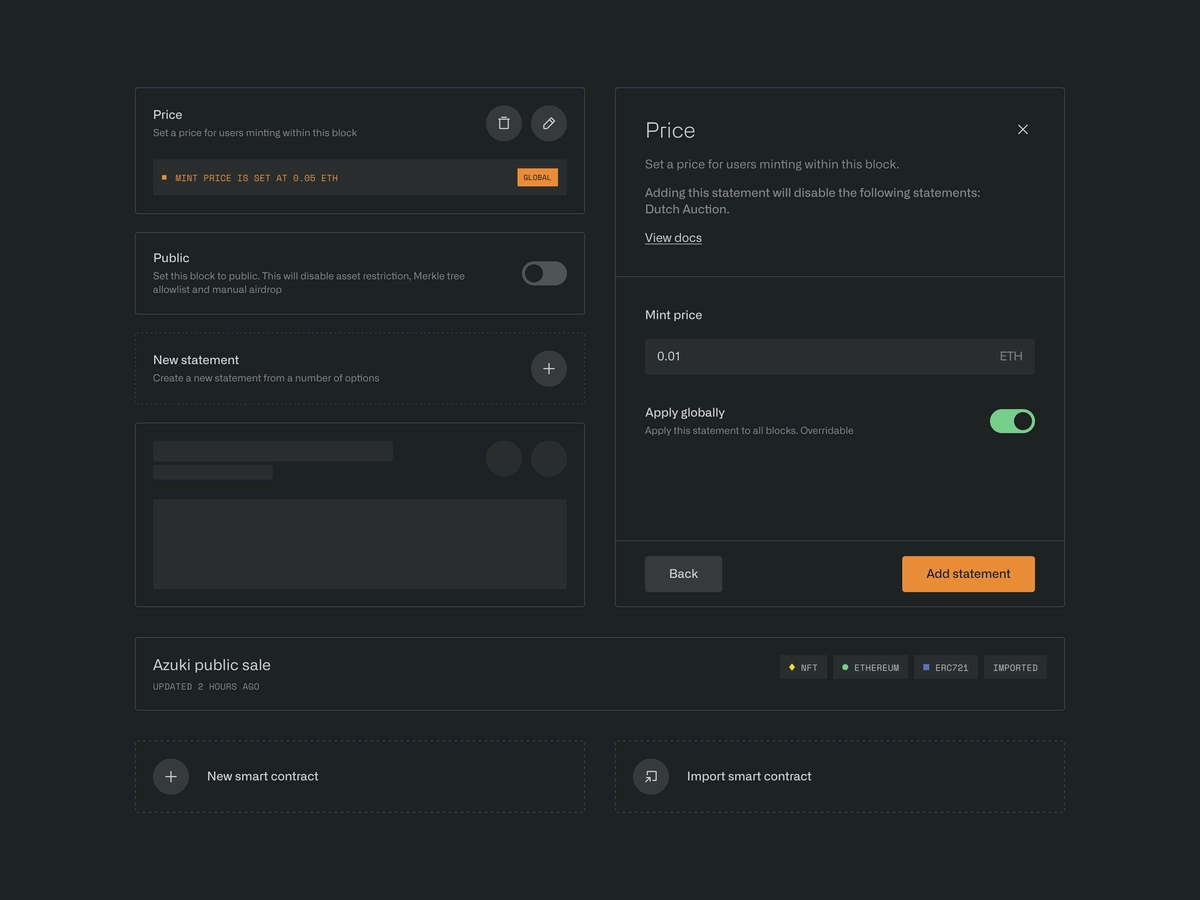 Price
Set a price for users minting within this block
MINT PRICE IS SET AT 0.05 ETH
GLOBAL
Public
Set this block to public. This will disable asset restriction, Merkle tree
allowlist and manual airdrop
New statement
Create a new statement from a number of options
Price
Set a price for users minting within this block.
Adding this statement will disable the following statements:
Dutch Auction.
View docs
Mint price
0.01
ETH
Apply globally
Apply this statement to all blocks. Overridable
Back
Add statement
Azuki public sale
UPDATED 2 HOURS AGO
NFT
ETHEREUM
ERC721
IMPORTED
New smart contract
Import smart contract